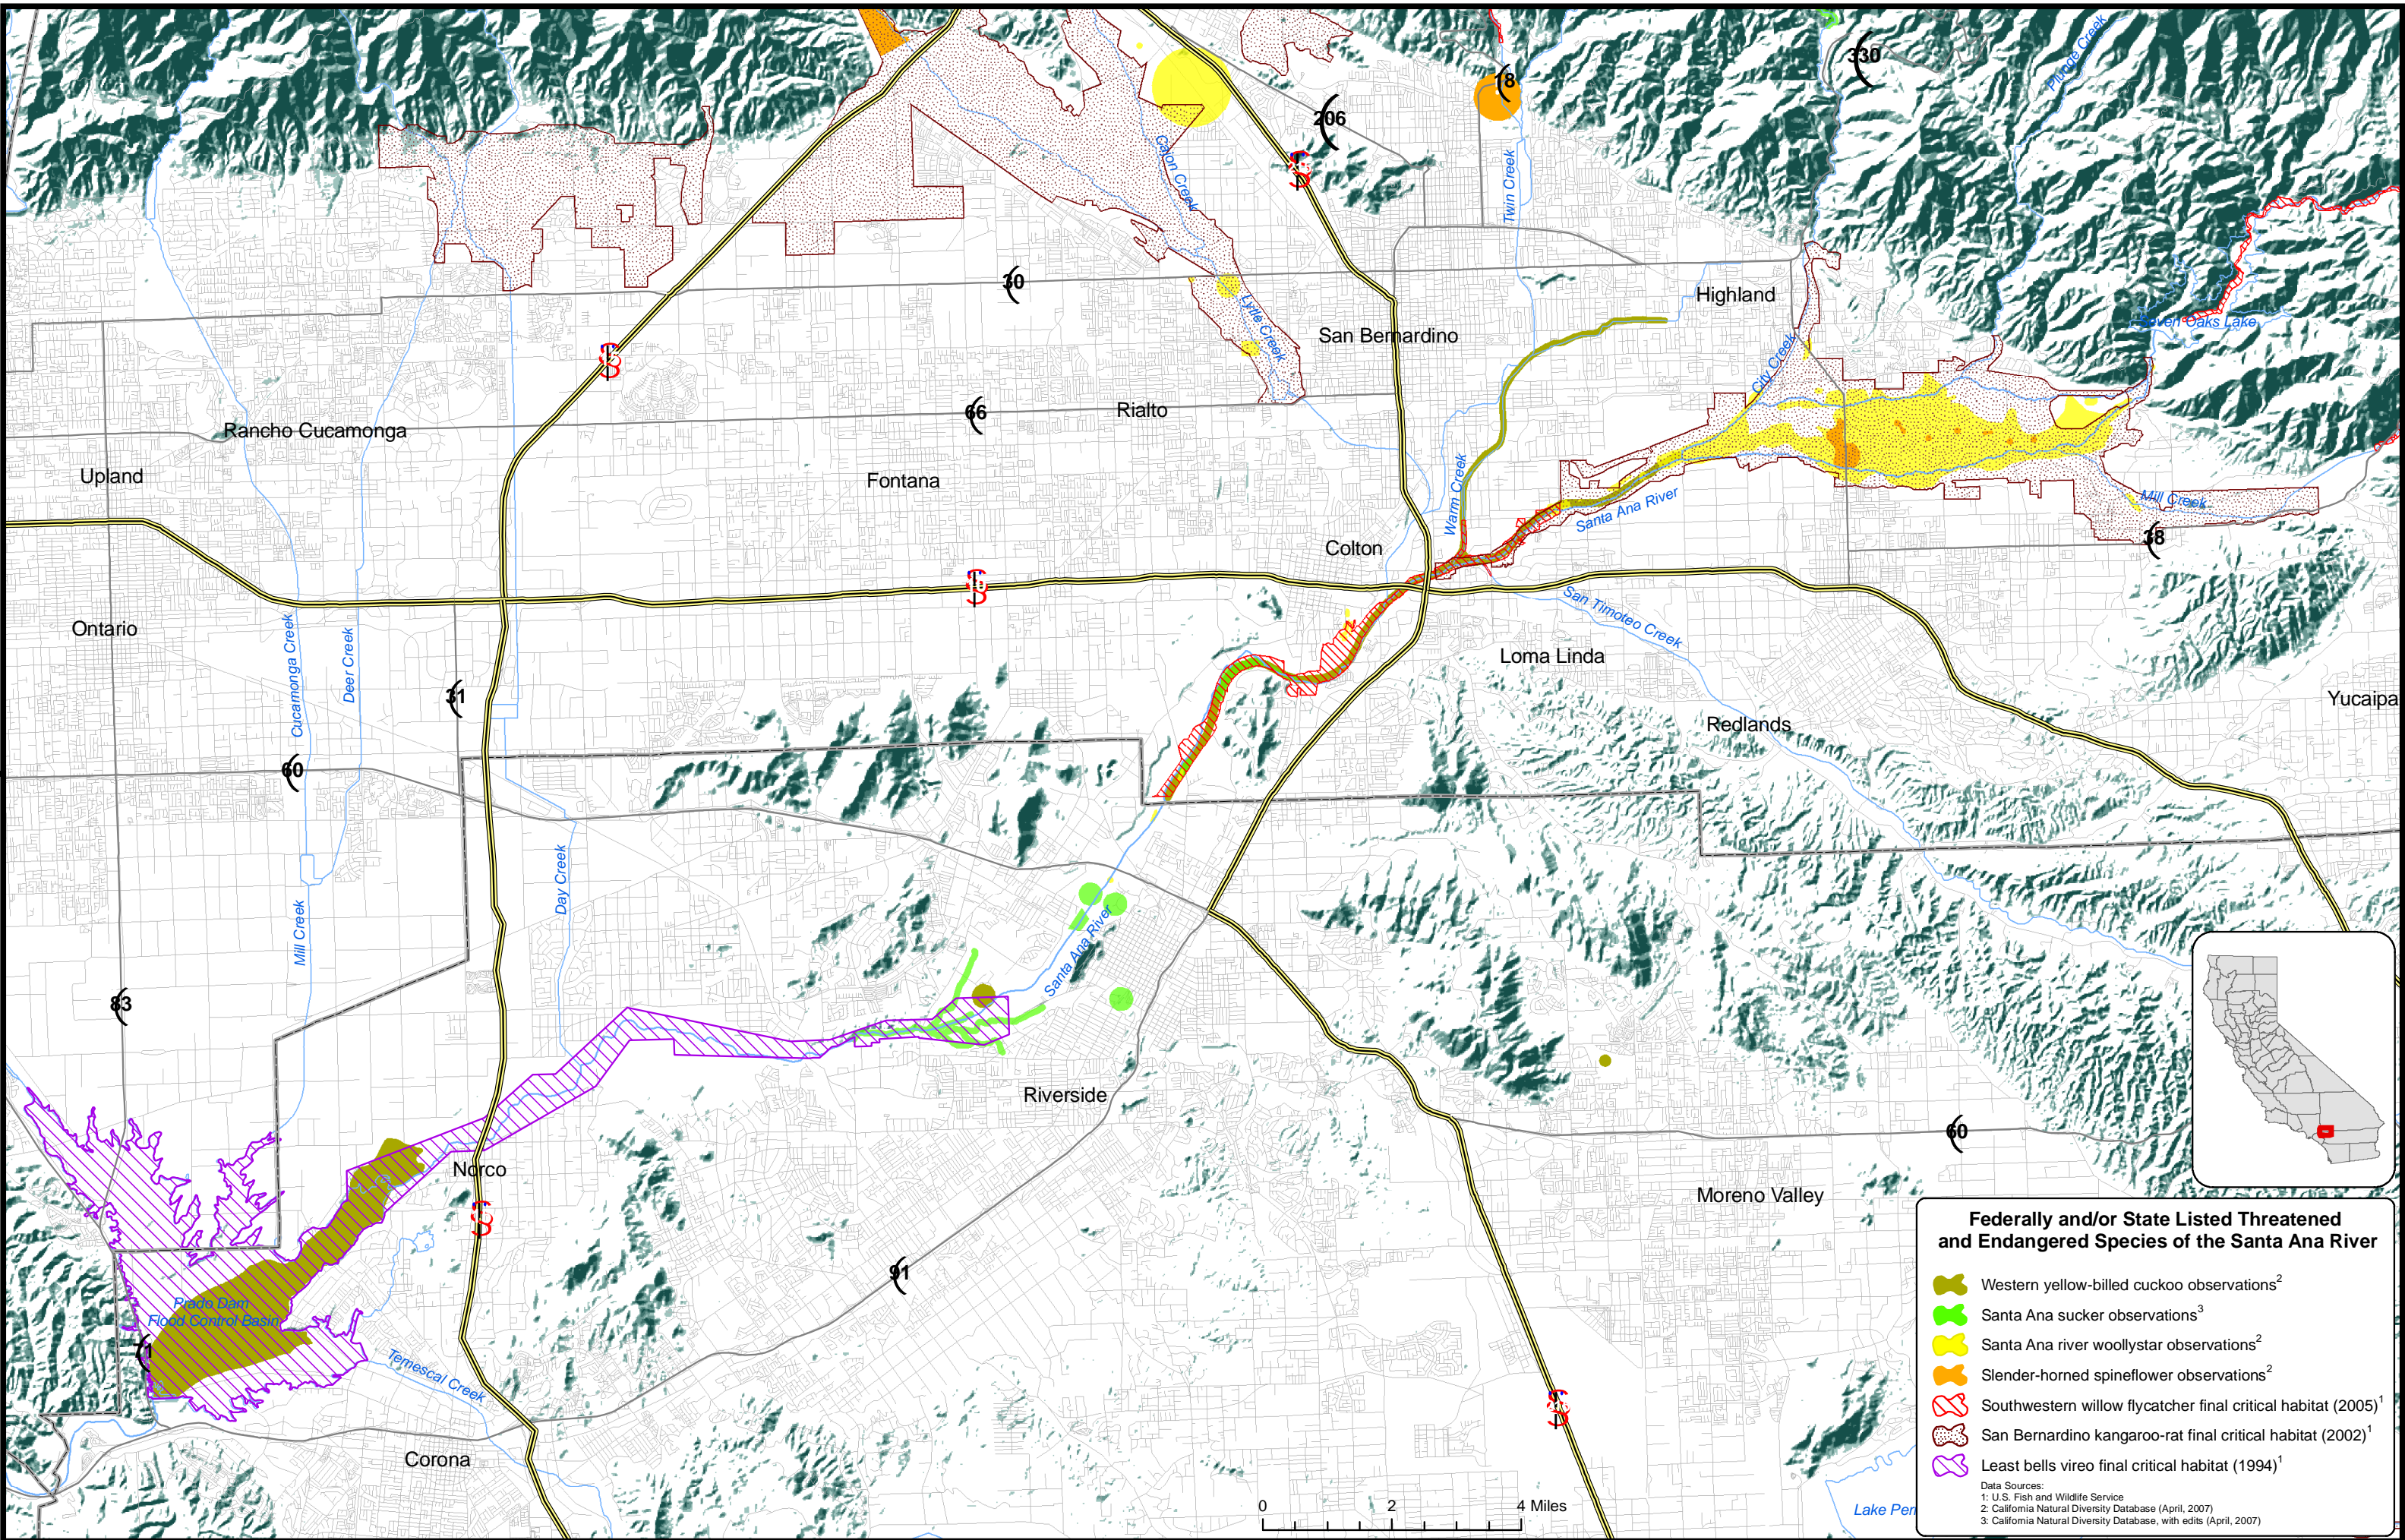 330
Plunge Creek
18
206
Cajon Creek
Twin Creek
30
Lytle Creek
Highland
San Bernardino
Seven Oaks Lake
City Creek
66
Rialto
Rancho Cucamonga
Upland
Fontana
Warm Creek
Santa Ana River
Mill Creek
38
Colton
San Timoteo Creek
Ontario
Cucamonga Creek
Deer Creek
Loma Linda
31
Yucaipa
Redlands
60
Day Creek
Mill Creek
Santa Ana River
83
Riverside
60
Norco
Moreno Valley
91
Prado Dam
Flood Control Basin
71
Temescal Creek
Corona
0 2 4 Miles
Lake Perr
Federally and/or State Listed Threatened
and Endangered Species of the Santa Ana River
Western yellow-billed cuckoo observations2
Santa Ana sucker observations3
Santa Ana river woollystar observations2
Slender-horned spineflower observations2
Southwestern willow flycatcher final critical habitat (2005)1
San Bernardino kangaroo-rat final critical habitat (2002)1
Least bells vireo final critical habitat (1994)1
Data Sources:
1: U.S. Fish and Wildlife Service
2: California Natural Diversity Database (April, 2007)
3: California Natural Diversity Database, with edits (April, 2007)